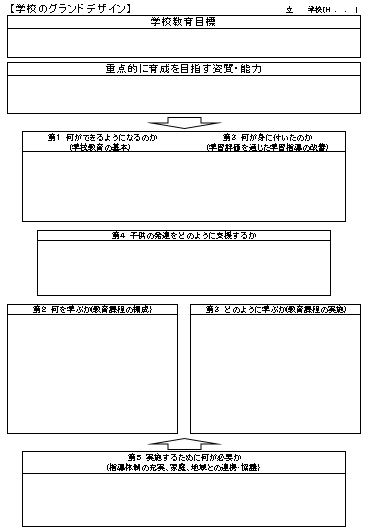 【学校のグランドデザイン】
立 学校(H . . )
学校教育目標
重点的に育成を目指す資質・能力
第1 何ができるようになるのか
(学校教育の基本)
第3 何が身に付いたのか
(学習評価を通じた学習指導の改善)
第4 子供の発達をどのように支援するか
第2 何を学ぶか(教育課程の構成)
第3 どのように学ぶか(教育課程の実施)
第5 実施するために何が必要か
(指導体制の充実、家庭、地域との連携・協議)